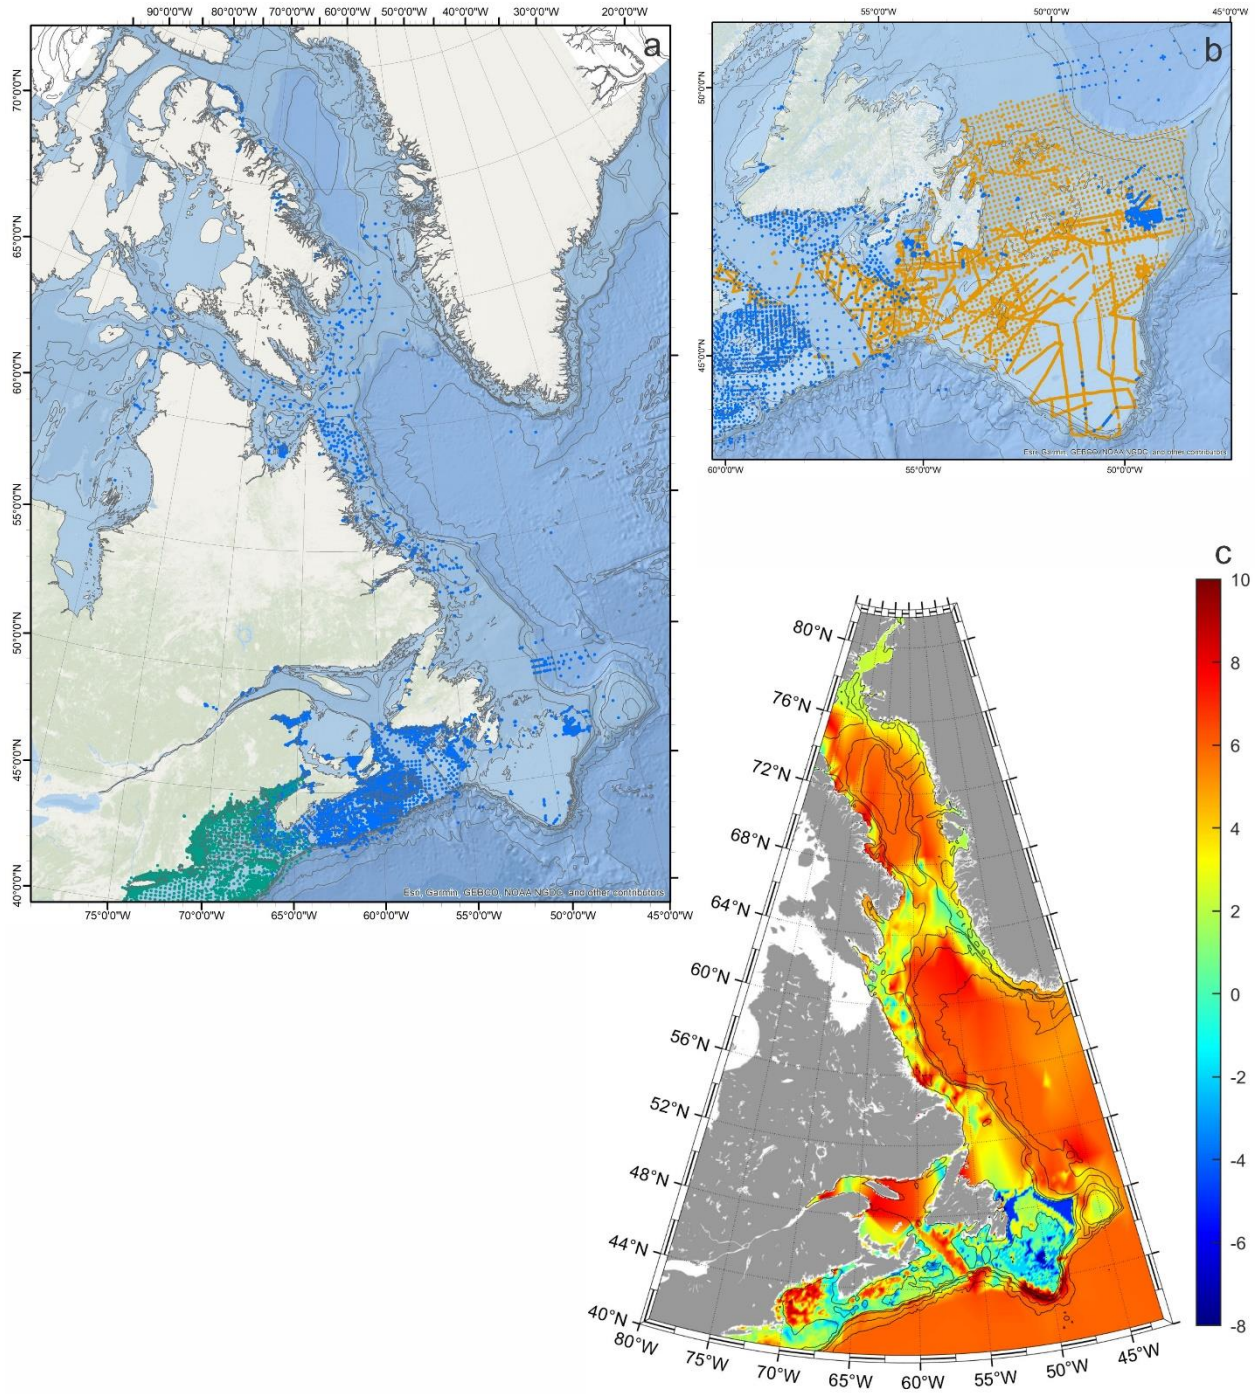 90°0'0"W 80°0'0"W 70°0'0"W 60°0'0"W 50°0'0"W 40°0'0"W 30°0'0"W 20°0'0"W
a
70°0'0"N
65°0'0"N
60°0'0"N
55°0'0"N
50°0'0"N
45°0'0"N
40°0'0"N
Esri, Garmin, GEBCO, NOAA NGDC, and other contributors
75°0'0"W 70°0'0"W 65°0'0"W 60°0'0"W 55°0'0"W 50°0'0"W 45°0'0"W
55°0'0"W 50°0'0"W 45°0'0"W
b
50°0'0"N
45°0'0"N
Esri, Garmin, GEBCO, NOAA NGDC, and other contributors
60°0'0"W 55°0'0"W 50°0'0"W
c
80°N
76°N
72°N
68°N
64°N
60°N
56°N
52°N
48°N
44°N
40°N
80°W
75°W
70°W
65°W
60°W
55°W
50°W
45°W
10
8
6
4
2
0
-2
-4
-6
-8